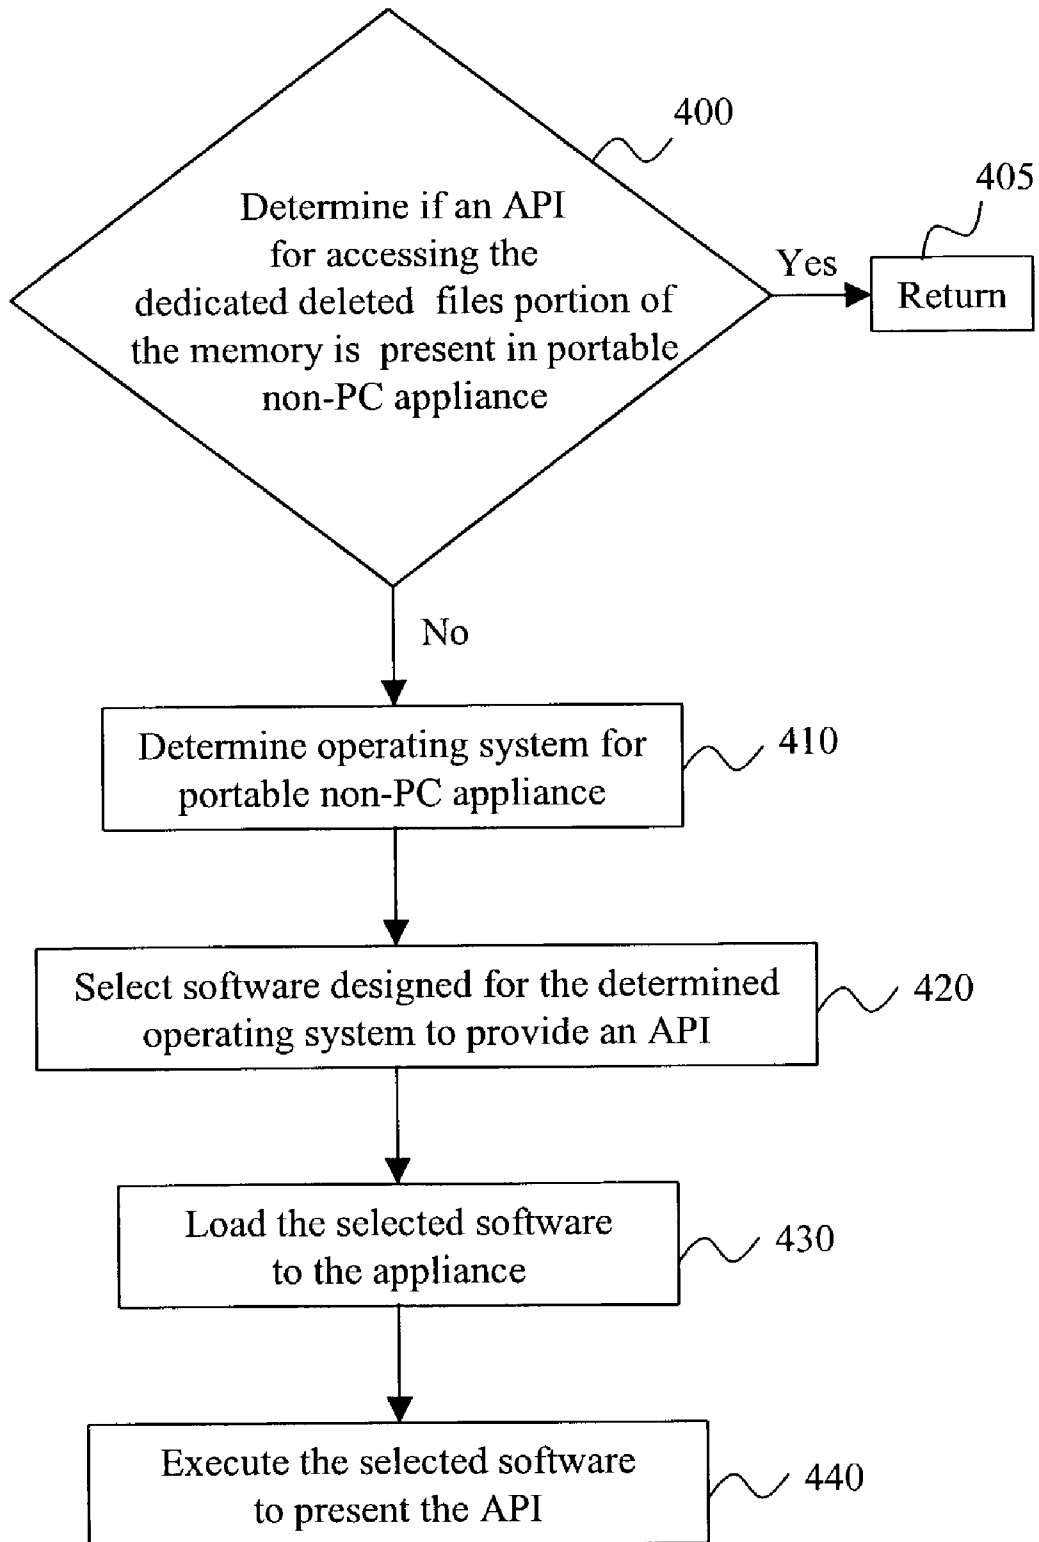 400
405
Determine if an API
for accessing the
dedicated deleted files portion of
the memory is present in portable
non-PC appliance
Yes
Return
No
Determine operating system for
portable non-PC appliance
410
Select software designed for the determined
operating system to provide an API
420
Load the selected software
to the appliance
430
Execute the selected software
to present the API
440